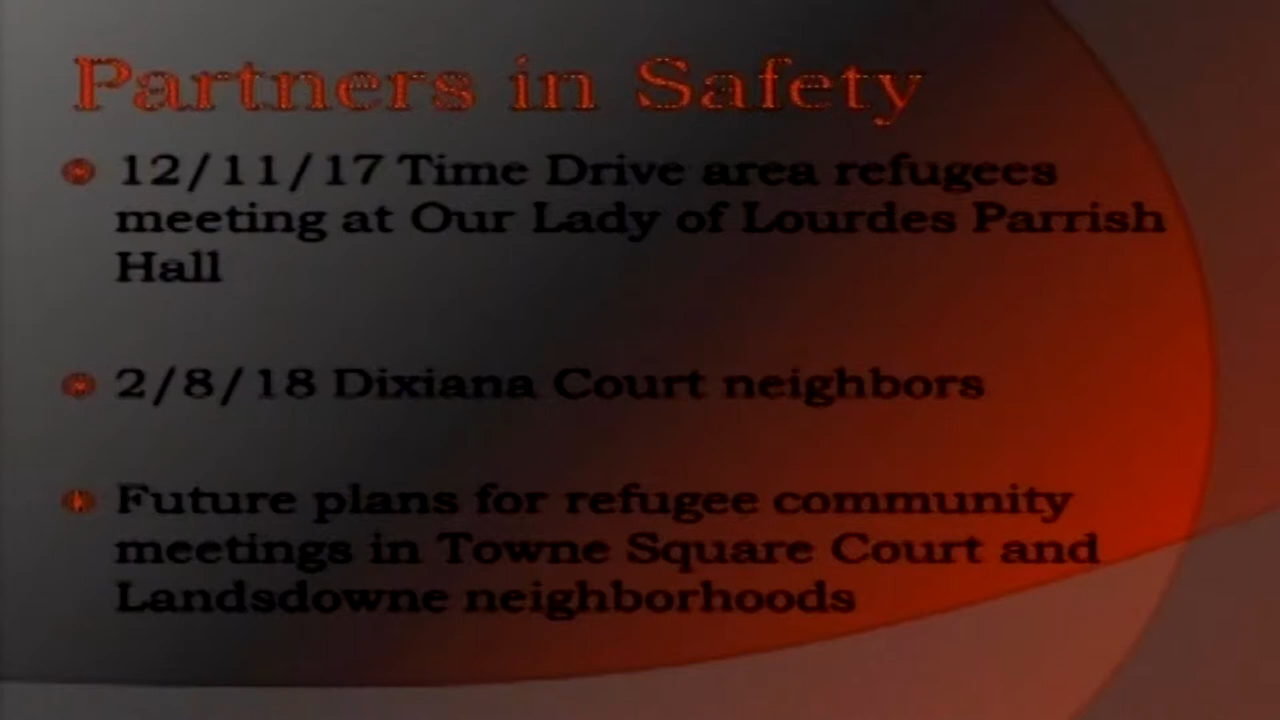 Partners in Safety
12/11/17 Time Drive area refugees
meeting at Our Lady of Lourdes Parrish
Hall
2/8/18 Dixiana Court neighbors
Future plans for refugee community
meetings in Towne Square Court and
Landsdowne neighborhoods